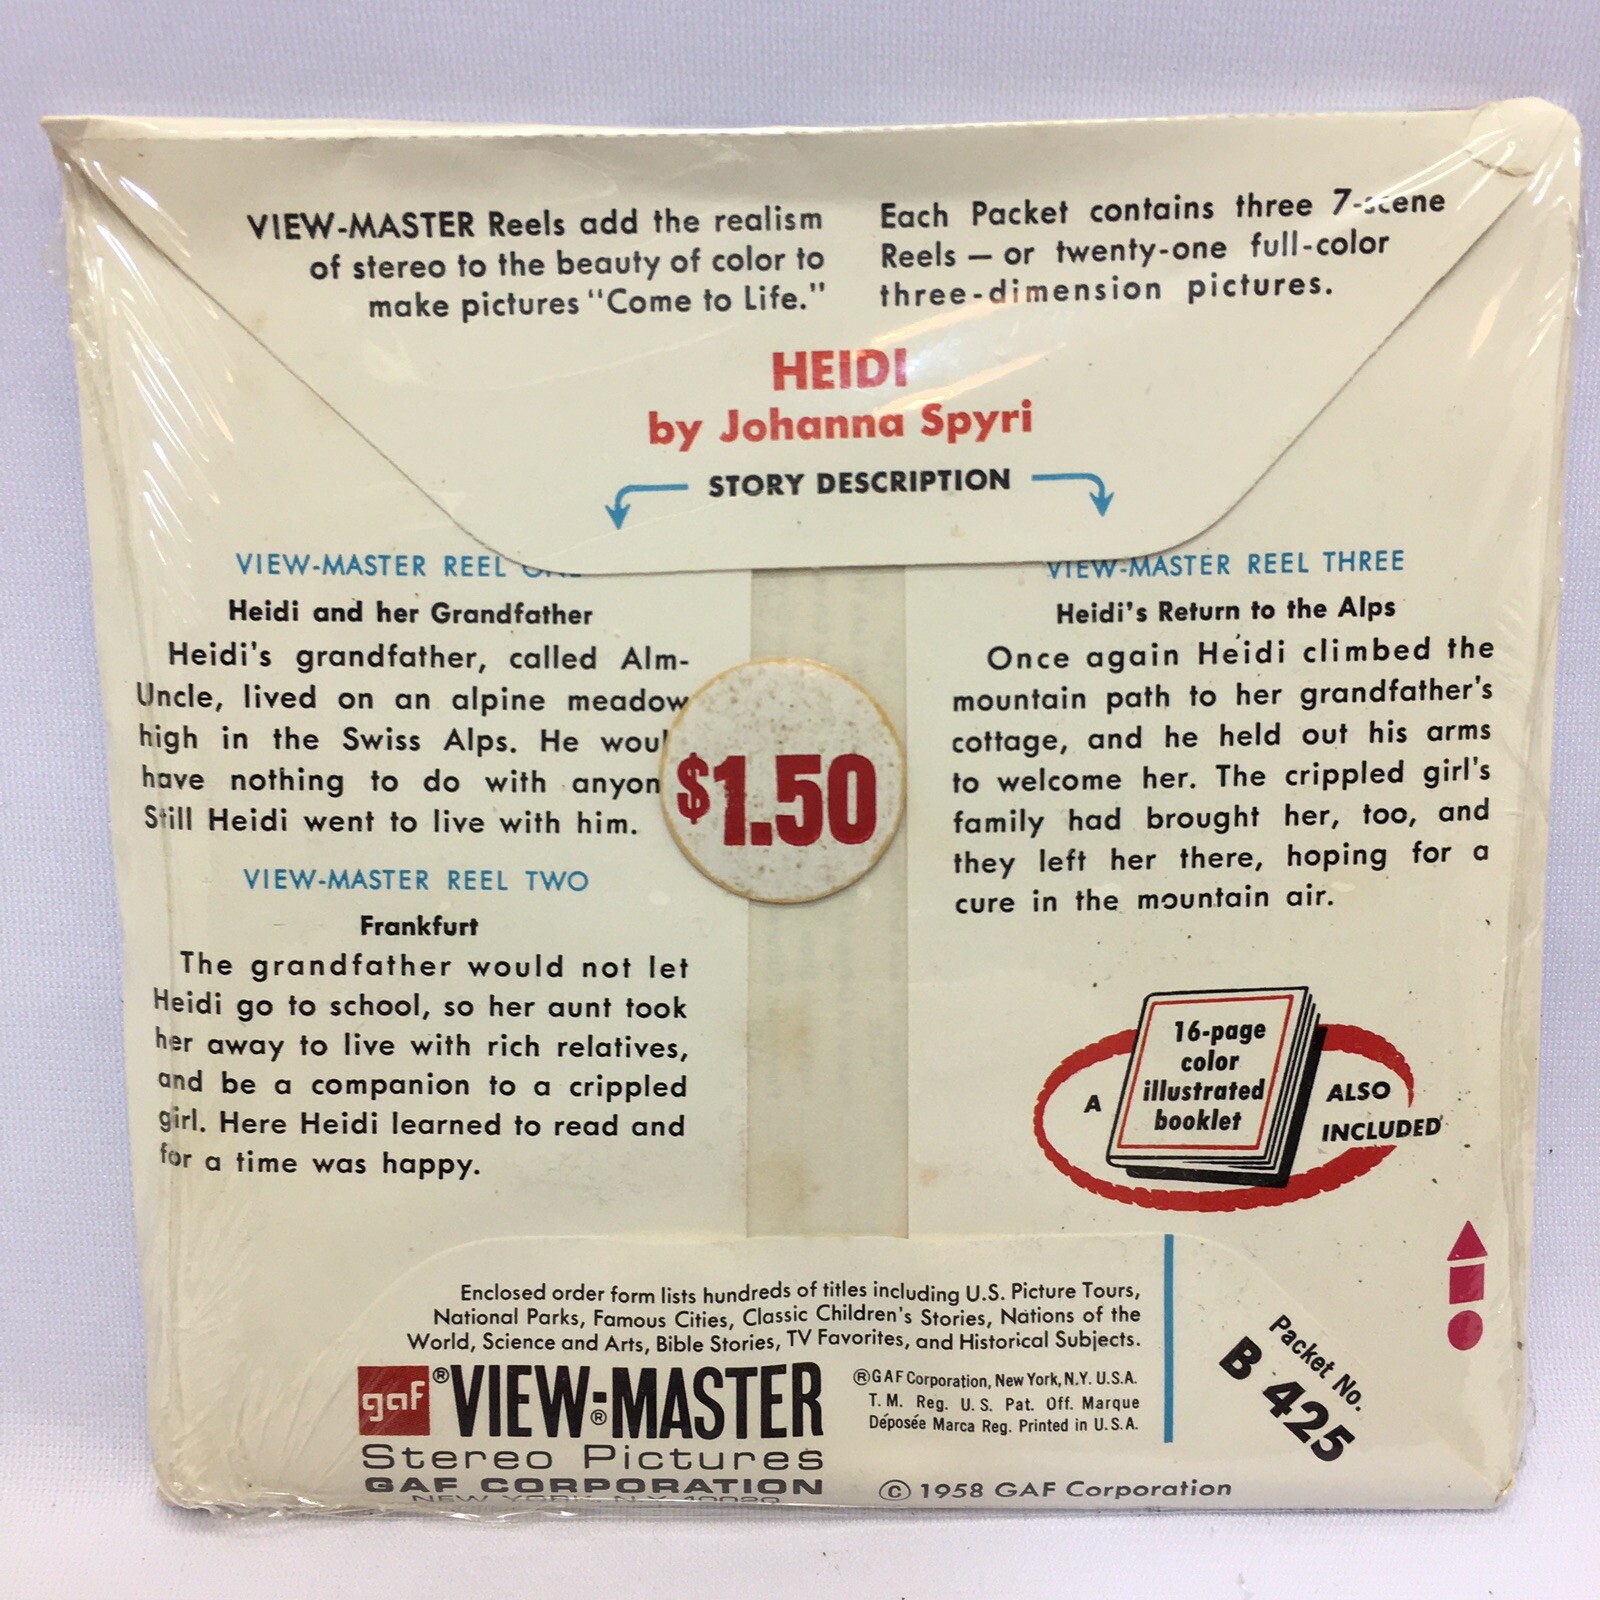 VIEW-MASTER Reels add the realism
of stereo to the beauty of color to
make pictures "Come to Life."
Each Packet contains three 7-scene
Reels — or twenty-one full-color
three-dimension pictures.
HEIDI
by Johanna Spyri
STORY DESCRIPTION
VIEW-MASTER REEL ONE
Heidi and her Grandfather
Heidi's grandfather, called Alm-
Uncle, lived on an alpine meadow
high in the Swiss Alps. He woul
have nothing to do with anyon
Still Heidi went to live with him.
VIEW-MASTER REEL TWO
Frankfurt
The grandfather would not let
Heidi go to school, so her aunt took
her away to live with rich relatives,
and be a companion to a crippled
girl. Here Heidi learned to read and
for a time was happy.
$1.50
VIEW-MASTER REEL THREE
Heidi's Return to the Alps
Once again Heidi climbed the
mountain path to her grandfather's
cottage, and he held out his arms
to welcome her. The crippled girl's
family had brought her, too, and
they left her there, hoping for a
cure in the mountain air.
A
16-page
color
illustrated
booklet
ALSO
INCLUDED
Enclosed order form lists hundreds of titles including U.S. Picture Tours,
National Parks, Famous Cities, Classic Children's Stories, Nations of the
World, Science and Arts, Bible Stories, TV Favorites, and Historical Subjects.
gaf ® VIEW-MASTER ®
Stereo Pictures
GAF CORPORATION
NEW YORK, N.Y. 10020
®GAF Corporation, New York, N.Y. U.S.A.
T. M. Reg. U. S. Pat. Off. Marque
Déposée Marca Reg. Printed in U. S. A.
© 1958 GAF Corporation
Packet No.
B 425